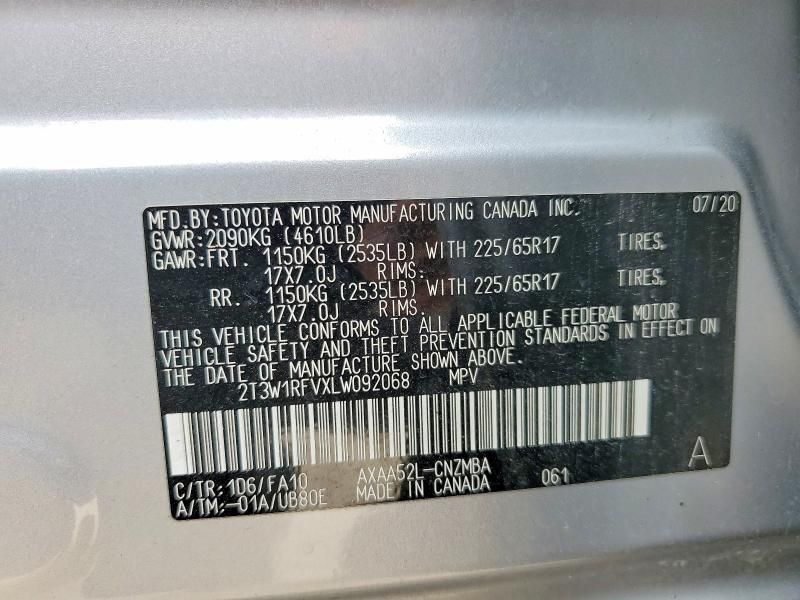 MFD.BY:TOYOTA MOTOR MANUFACTURING CANADA INC. 07/20
GVWR:2090KG (4610LB)
GAWR:FRT. 1150KG (2535LB) WITH 225/65R17 TIRES,
17X7.0J RIMS:
RR. 1150KG (2535LB) WITH 225/65R17 TIRES,
17X7.0J RIMS.
THIS VEHICLE CONFORMS TO ALL APPLICABLE FEDERAL MOTOR
VEHICLE SAFETY AND THEFT PREVENTION STANDARDS IN EFFECT ON
THE DATE OF MANUFACTURE SHOWN ABOVE.
2T3W1RFVXLW092068 MPV
C/TR:1D6/FA10 AXAA52L-CNZMBA 061 A
A/TM:-01A/UB80E MADE IN CANADA